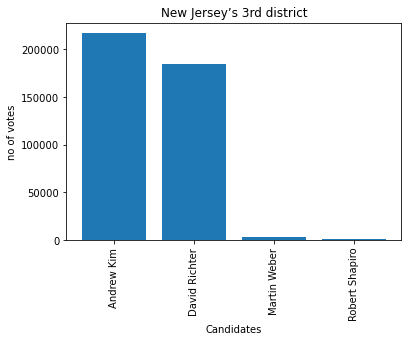 New Jersey’s 3rd district
no of votes
200000
150000
100000
50000
0
Andrew Kim
David Richter
Martin Weber
Robert Shapiro
Candidates